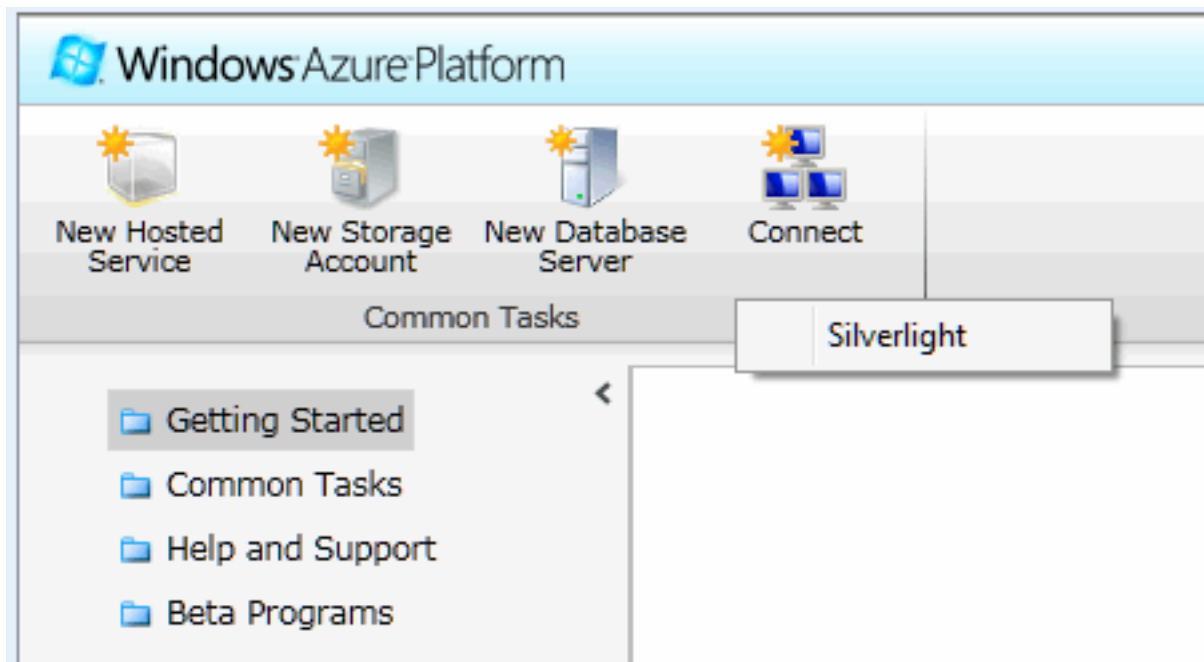 Windows Azure Platform
New Hosted
Service
New Storage
Account
New Database
Server
Connect
Common Tasks
Silverlight
Getting Started
Common Tasks
Help and Support
Beta Programs